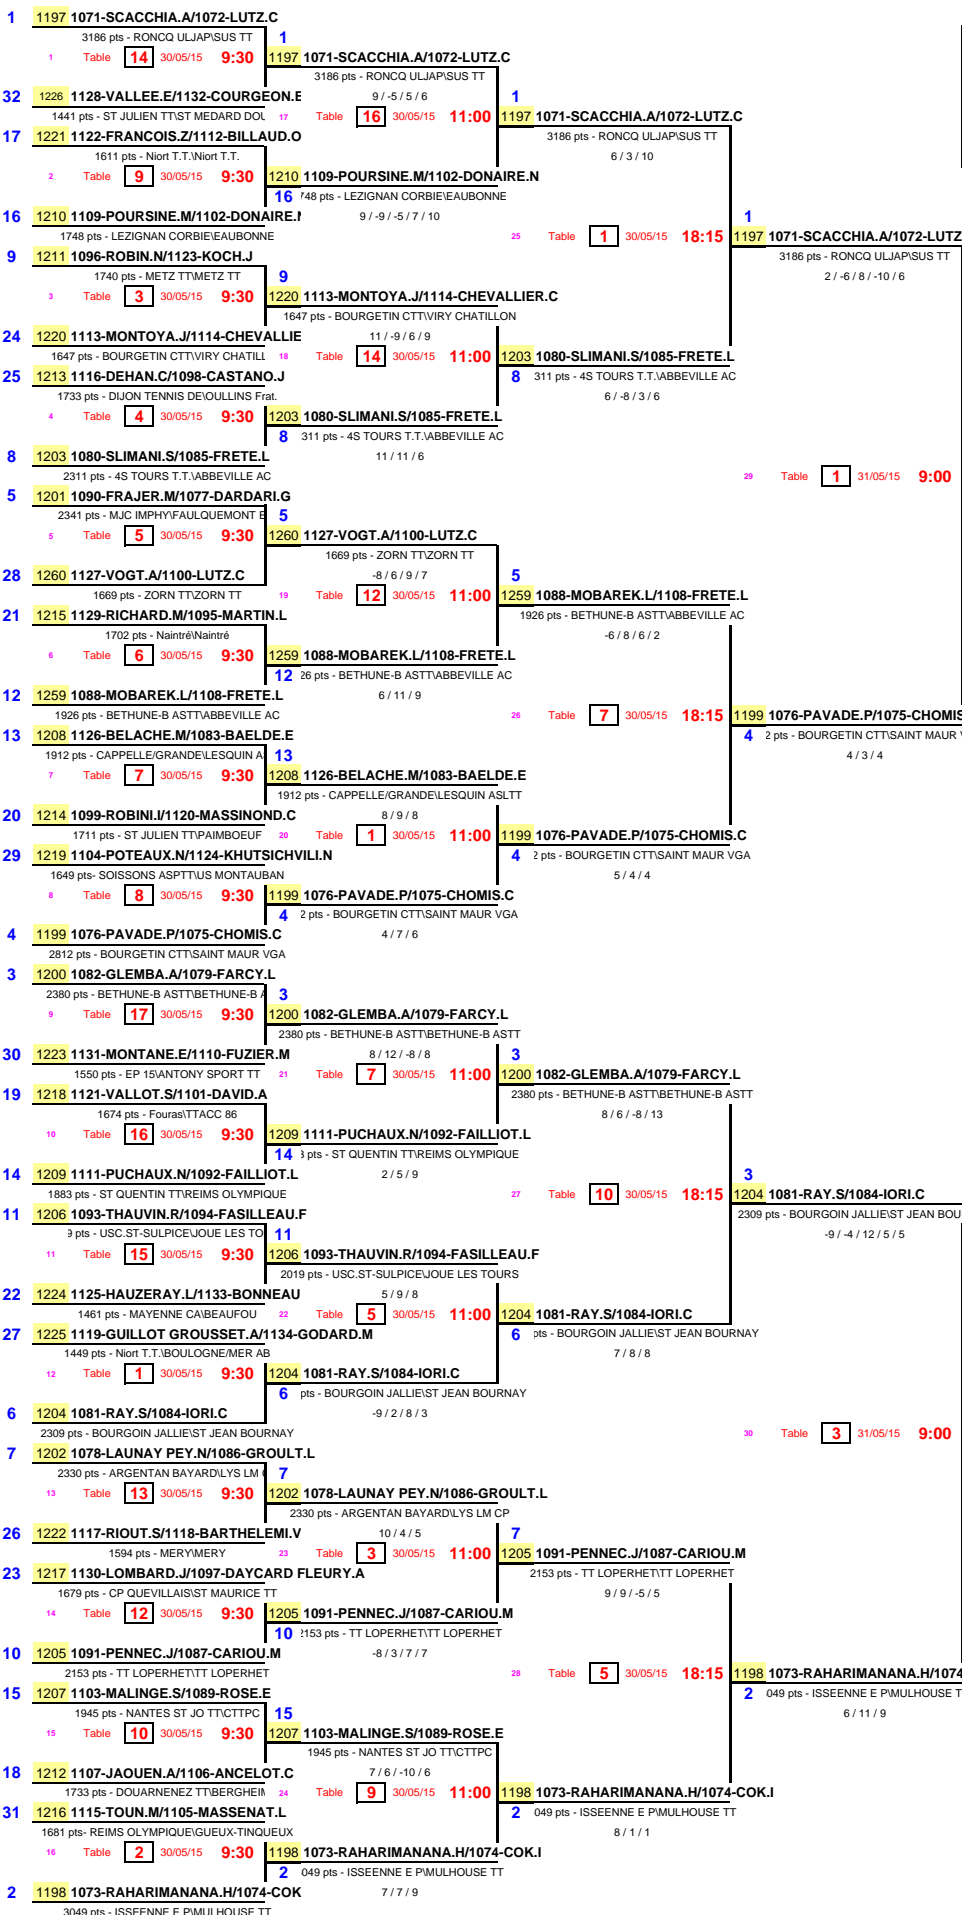 1 1197 1071-SCACCHIA.A/1072-LUTZ.C
3186 pts - RONCQ ULJAP\SUS TT 1
1 Table 14 30/05/15 9:30 1197 1071-SCACCHIA.A/1072-LUTZ.C
3186 pts - RONCQ ULJAP\SUS TT
32 1226 1128-VALLEE.E/1132-COURGEON.E 9 / -5 / 5 / 6 1
1441 pts - ST JULIEN TT\ST MEDARD DOU 17 Table 16 30/05/15 11:00 1197 1071-SCACCHIA.A/1072-LUTZ.C
17 1221 1122-FRANCOIS.Z/1112-BILLAUD.O 3186 pts - RONCQ ULJAP\SUS TT
1611 pts - Niort T.T.\Niort T.T. 6 / 3 / 10
2 Table 9 30/05/15 9:30 1210 1109-POURSINE.M/1102-DONAIRE.N
16 748 pts - LEZIGNAN CORBIE\EAUBONNE
16 1210 1109-POURSINE.M/1102-DONAIRE.N 9 / -9 / -5 / 7 / 10 1
1748 pts - LEZIGNAN CORBIE\EAUBONNE 25 Table 1 30/05/15 18:15 1197 1071-SCACCHIA.A/1072-LUTZ
9 1211 1096-ROBIN.N/1123-KOCH.J 3186 pts - RONCQ ULJAP\SUS TT
1740 pts - METZ TT\METZ TT 9 2 / -6 / 8 / -10 / 6
3 Table 3 30/05/15 9:30 1220 1113-MONTOYA.J/1114-CHEVALLIER.C
1647 pts - BOURGETIN CTT\VIRY CHATILLON
24 1220 1113-MONTOYA.J/1114-CHEVALLIE 11 / -9 / 6 / 9
1647 pts - BOURGETIN CTT\VIRY CHATILL 18 Table 14 30/05/15 11:00 1203 1080-SLIMANI.S/1085-FRETE.L
25 1213 1116-DEHAN.C/1098-CASTANO.J 8 311 pts - 4S TOURS T.T.\ABBEVILLE AC
1733 pts - DIJON TENNIS DE\OULLINS Frat. 6 / -8 / 3 / 6
4 Table 4 30/05/15 9:30 1203 1080-SLIMANI.S/1085-FRETE.L
8 311 pts - 4S TOURS T.T.\ABBEVILLE AC
8 1203 1080-SLIMANI.S/1085-FRETE.L 11 / 11 / 6
2311 pts - 4S TOURS T.T.\ABBEVILLE AC 29 Table 1 31/05/15 9:00
5 1201 1090-FRAJER.M/1077-DARDARI.G
2341 pts - MJC IMPHY\FAULQUEMONT E 5
5 Table 5 30/05/15 9:30 1260 1127-VOGT.A/1100-LUTZ.C
1669 pts - ZORN TT\ZORN TT
28 1260 1127-VOGT.A/1100-LUTZ.C -8 / 6 / 9 / 7 5
1669 pts - ZORN TT\ZORN TT 19 Table 12 30/05/15 11:00 1259 1088-MOBAREK.L/1108-FRETE.L
21 1215 1129-RICHARD.M/1095-MARTIN.L 1926 pts - BETHUNE-B ASTT\ABBEVILLE AC
1702 pts - Naintré\Naintré -6 / 8 / 6 / 2
6 Table 6 30/05/15 9:30 1259 1088-MOBAREK.L/1108-FRETE.L
12 26 pts - BETHUNE-B ASTT\ABBEVILLE AC
12 1259 1088-MOBAREK.L/1108-FRETE.L 6 / 11 / 9
1926 pts - BETHUNE-B ASTT\ABBEVILLE AC 26 Table 7 30/05/15 18:15 1199 1076-PAVADE.P/1075-CHOMIS
13 1208 1126-BELACHE.M/1083-BAELDE.E 4 2 pts - BOURGETIN CTT\SAINT MAUR
1912 pts - CAPPELLE/GRANDE\LESQUIN A 13 4 / 3 / 4
7 Table 7 30/05/15 9:30 1208 1126-BELACHE.M/1083-BAELDE.E
1912 pts - CAPPELLE/GRANDE\LESQUIN ASLTT
20 1214 1099-ROBINI.I/1120-MASSINOND.C 8 / 9 / 8
1711 pts - ST JULIEN TT\PAIMBOEUF 20 Table 1 30/05/15 11:00 1199 1076-PAVADE.P/1075-CHOMIS.C
29 1219 1104-POTEAUX.N/1124-KHUTSICHVILI.N 4 2 pts - BOURGETIN CTT\SAINT MAUR VGA
1649 pts- SOISSONS ASPTT\US MONTAUBAN 5 / 4 / 4
8 Table 8 30/05/15 9:30 1199 1076-PAVADE.P/1075-CHOMIS.C
4 2 pts - BOURGETIN CTT\SAINT MAUR VGA
4 1199 1076-PAVADE.P/1075-CHOMIS.C 4 / 7 / 6
2812 pts - BOURGETIN CTT\SAINT MAUR VGA
3 1200 1082-GLEMBA.A/1079-FARCY.L
2380 pts - BETHUNE-B ASTT\BETHUNE-B A 3
9 Table 17 30/05/15 9:30 1200 1082-GLEMBA.A/1079-FARCY.L
2380 pts - BETHUNE-B ASTT\BETHUNE-B ASTT
30 1223 1131-MONTANE.E/1110-FUZIER.M 8 / 12 / -8 / 8 3
1550 pts - EP 15\ANTONY SPORT TT 21 Table 7 30/05/15 11:00 1200 1082-GLEMBA.A/1079-FARCY.L
19 1218 1121-VALLOT.S/1101-DAVID.A 2380 pts - BETHUNE-B ASTT\BETHUNE-B ASTT
1674 pts - Fouras\TTACC 86 8 / 6 / -8 / 13
10 Table 16 30/05/15 9:30 1209 1111-PUCHAUX.N/1092-FAILLIOT.L
14 3 pts - ST QUENTIN TT\REIMS OLYMPIQUE
14 1209 1111-PUCHAUX.N/1092-FAILLIOT.L 2 / 5 / 9 3
1883 pts - ST QUENTIN TT\REIMS OLYMPIQUE 27 Table 10 30/05/15 18:15 1204 1081-RAY.S/1084-IORI.C
11 1206 1093-THAUVIN.R/1094-FASILLEAU.F 2309 pts - BOURGOIN JALLIE\ST JEAN BOU
9 pts - USC.ST-SULPICE\JOUE LES TO 11 -9 / -4 / 12 / 5 / 5
11 Table 15 30/05/15 9:30 1206 1093-THAUVIN.R/1094-FASILLEAU.F
2019 pts - USC.ST-SULPICE\JOUE LES TOURS
22 1224 1125-HAUZERAY.L/1133-BONNEAU 5 / 9 / 8
1461 pts - MAYENNE CA\BEAUFOU 22 Table 5 30/05/15 11:00 1204 1081-RAY.S/1084-IORI.C
27 1225 1119-GUILLOT GROUSSET.A/1134-GODARD.M 6 pts - BOURGOIN JALLIE\ST JEAN BOURNAY
1449 pts - Niort T.T.\BOULOGNE/MER AB 7 / 8 / 8
12 Table 1 30/05/15 9:30 1204 1081-RAY.S/1084-IORI.C
6 pts - BOURGOIN JALLIE\ST JEAN BOURNAY
6 1204 1081-RAY.S/1084-IORI.C -9 / 2 / 8 / 3
2309 pts - BOURGOIN JALLIE\ST JEAN BOURNAY 30 Table 3 31/05/15 9:00
7 1202 1078-LAUNAY PEY.N/1086-GROULT.L
2330 pts - ARGENTAN BAYARD\LYS LM 7
13 Table 13 30/05/15 9:30 1202 1078-LAUNAY PEY.N/1086-GROULT.L
2330 pts - ARGENTAN BAYARD\LYS LM CP
26 1222 1117-RIOUT.S/1118-BARTHELEMI.V 10 / 4 / 5 7
1594 pts - MERY\MERY 23 Table 3 30/05/15 11:00 1205 1091-PENNEC.J/1087-CARIOU.M
23 1217 1130-LOMBARD.J/1097-DAYCARD FLEURY.A 2153 pts - TT LOPERHET\TT LOPERHET
1679 pts - CP QUEVILLAIS\ST MAURICE TT 9 / 9 / -5 / 5
14 Table 12 30/05/15 9:30 1205 1091-PENNEC.J/1087-CARIOU.M
10 2153 pts - TT LOPERHET\TT LOPERHET
10 1205 1091-PENNEC.J/1087-CARIOU.M -8 / 3 / 7 / 7
2153 pts - TT LOPERHET\TT LOPERHET 28 Table 5 30/05/15 18:15 1198 1073-RAHARIMANANA.H/1074
15 1207 1103-MALINGE.S/1089-ROSE.E 2 049 pts - ISSEENNE E P\MULHOUSE T
1945 pts - NANTES ST JO TT\CTTPC 15 6 / 11 / 9
15 Table 10 30/05/15 9:30 1207 1103-MALINGE.S/1089-ROSE.E
1945 pts - NANTES ST JO TT\CTTPC
18 1212 1107-JAOUEN.A/1106-ANCELOT.C 7 / 6 / -10 / 6
1733 pts - DOUARNENEZ TT\BERGHEIM 24 Table 9 30/05/15 11:00 1198 1073-RAHARIMANANA.H/1074-COK.I
31 1216 1115-TOUN.M/1105-MASSENAT.L 2 049 pts - ISSEENNE E P\MULHOUSE TT
1681 pts- REIMS OLYMPIQUE\GUEUX-TINQUEUX 8 / 1 / 1
16 Table 2 30/05/15 9:30 1198 1073-RAHARIMANANA.H/1074-COK.I
2 049 pts - ISSEENNE E P\MULHOUSE TT
2 1198 1073-RAHARIMANANA.H/1074-COK 7 / 7 / 9
3049 pts - ISSEENNE E P\MULHOUSE TT